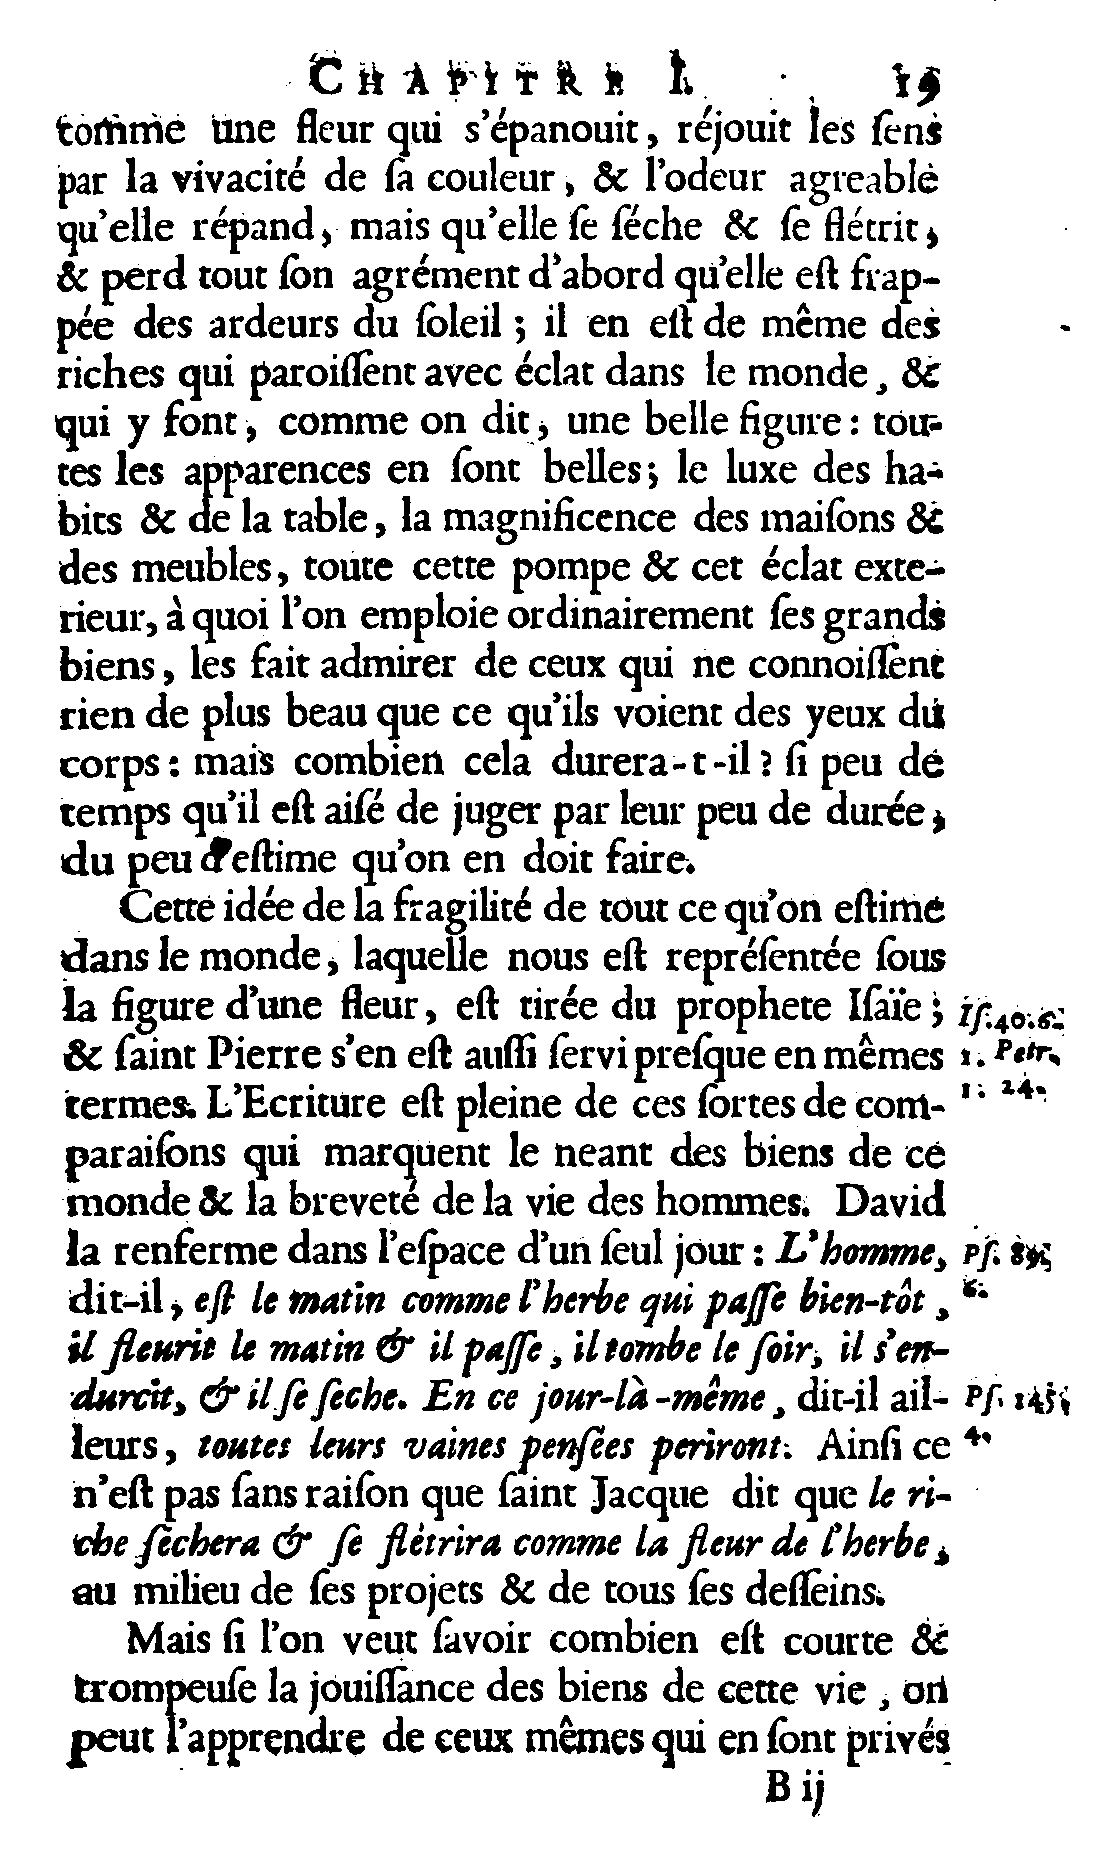 CHAPITRE I. 19
comme une fleur qui s'épanouit, réjouit les ſens
par la vivacité de ſa couleur, & l'odeur agreable
qu'elle répand, mais qu'elle ſe ſéche & ſe flétrit,
& perd tout ſon agrément d'abord qu'elle eſt frap-
pée des ardeurs du ſoleil ; il en eſt de même des
riches qui paroiſſent avec éclat dans le monde, &
qui y font, comme on dit, une belle figure : tou-
tes les apparences en ſont belles ; le luxe des ha-
bits & de la table, la magnificence des maiſons &
des meubles, toute cette pompe & cet éclat exte-
rieur, à quoi l'on emploie ordinairement ſes grands
biens, les fait admirer de ceux qui ne connoiſſent
rien de plus beau que ce qu'ils voient des yeux du
corps : mais combien cela durera-t-il ? ſi peu de
temps qu'il eſt aiſé de juger par leur peu de durée,
du peu d'eſtime qu'on en doit faire.
Cette idée de la fragilité de tout ce qu'on eſtime
dans le monde, laquelle nous eſt repréſentée ſous
la figure d'une fleur, eſt tirée du prophete Iſaïe ; Iſ. 40. 6.
& ſaint Pierre s'en eſt auſſi ſervi preſque en mêmes 1. Petr.
termes. L'Ecriture eſt pleine de ces ſortes de com- 1. 24.
paraiſons qui marquent le neant des biens de ce
monde & la breveté de la vie des hommes. David
la renferme dans l'eſpace d'un ſeul jour : L'homme, Pſ. 89.
dit-il, eſt le matin comme l'herbe qui paſſe bien-tôt, 6.
il fleurit le matin & il paſſe, il tombe le ſoir, il s'en-
durcit, & il ſe ſeche. En ce jour-là-même, dit-il ail- Pſ. 145.
leurs, toutes leurs vaines penſées periront. Ainſi ce 4.
n'eſt pas ſans raiſon que ſaint Jacque dit que le ri-
che ſéchera & ſe flétrira comme la fleur de l'herbe,
au milieu de ſes projets & de tous ſes deſſeins.
Mais ſi l'on veut ſavoir combien eſt courte &
trompeuſe la jouiſſance des biens de cette vie, on
peut l'apprendre de ceux mêmes qui en ſont privés
B ij